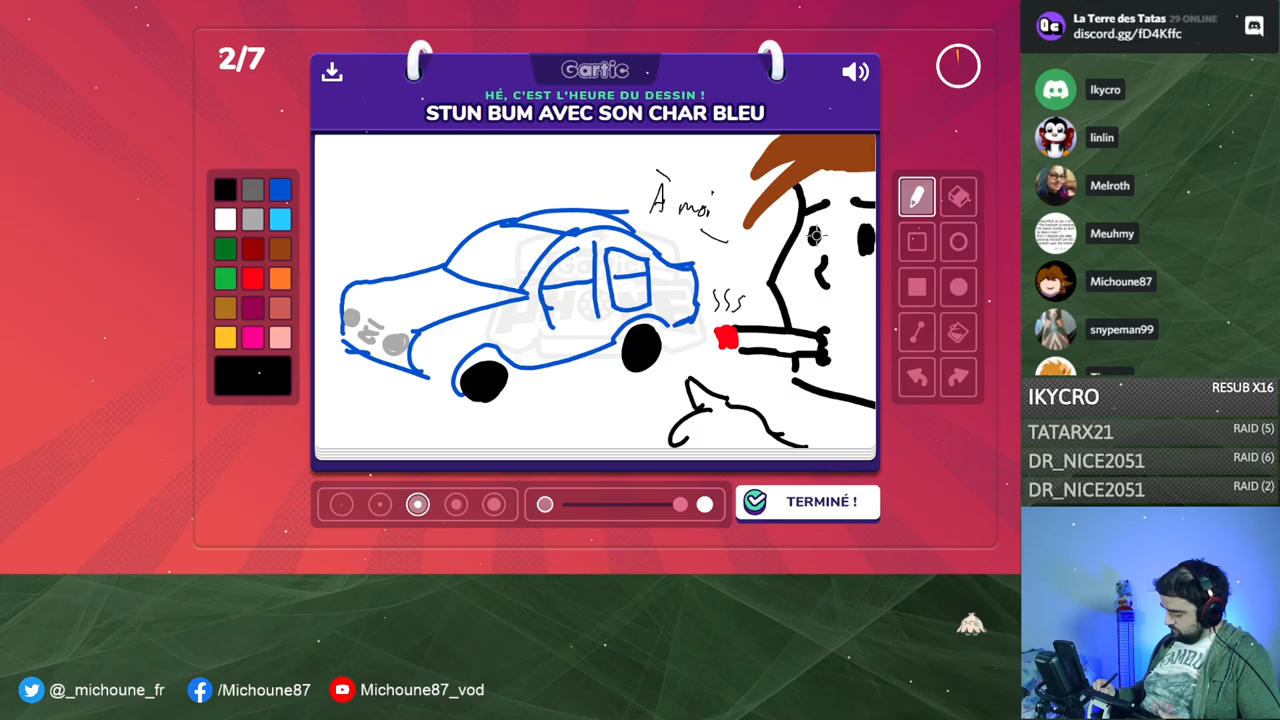 2/7
Gartic
HÉ, C'EST L'HEURE DU DESSIN !
STUN BUM AVEC SON CHAR BLEU
À moi
TERMINÉ !
La Terre des Tatas 29 ONLINE
discord.gg/fD4Kffc
Ikycro
linlin
Melroth
Meuhmy
Michoune87
snypeman99
IKYCRO RESUB X16
TATARX21 RAID (5)
DR_NICE2051 RAID (6)
DR_NICE2051 RAID (2)
@_michoune_fr
/Michoune87
Michoune87_vod